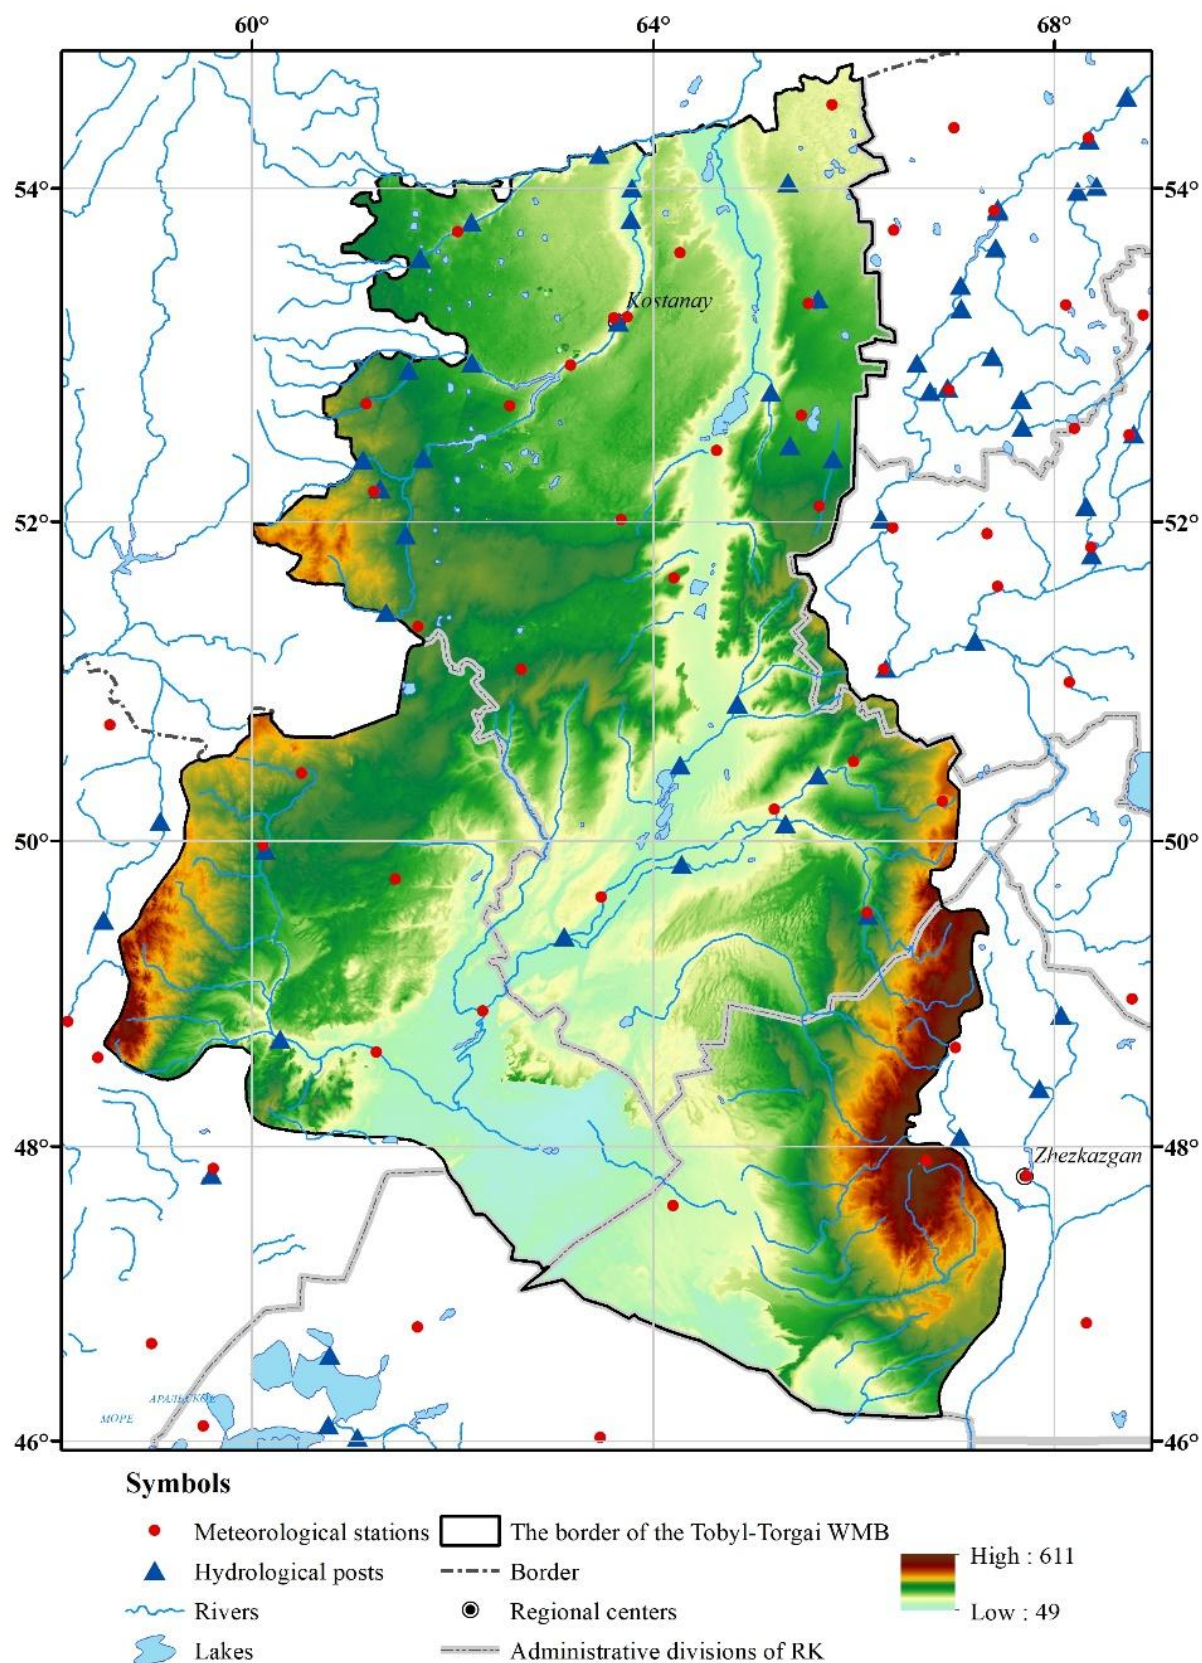 60°
64°
68°
54°
54°
Kostanay
52°
52°
50°
50°
48°
48°
Zhezkazgan
АРАЛЬСКОЕ
МОРЕ
46°
46°
Symbols
Meteorological stations
The border of the Tobyl-Torgai WMB
High : 611
Hydrological posts
Border
Rivers
Regional centers
Low : 49
Lakes
Administrative divisions of RK